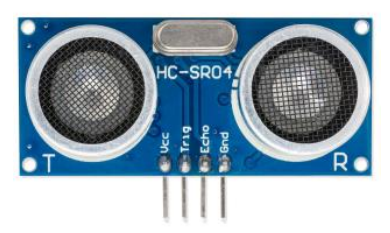 HC-SR04
Vcc
Trig
Echo
Gnd
T
R